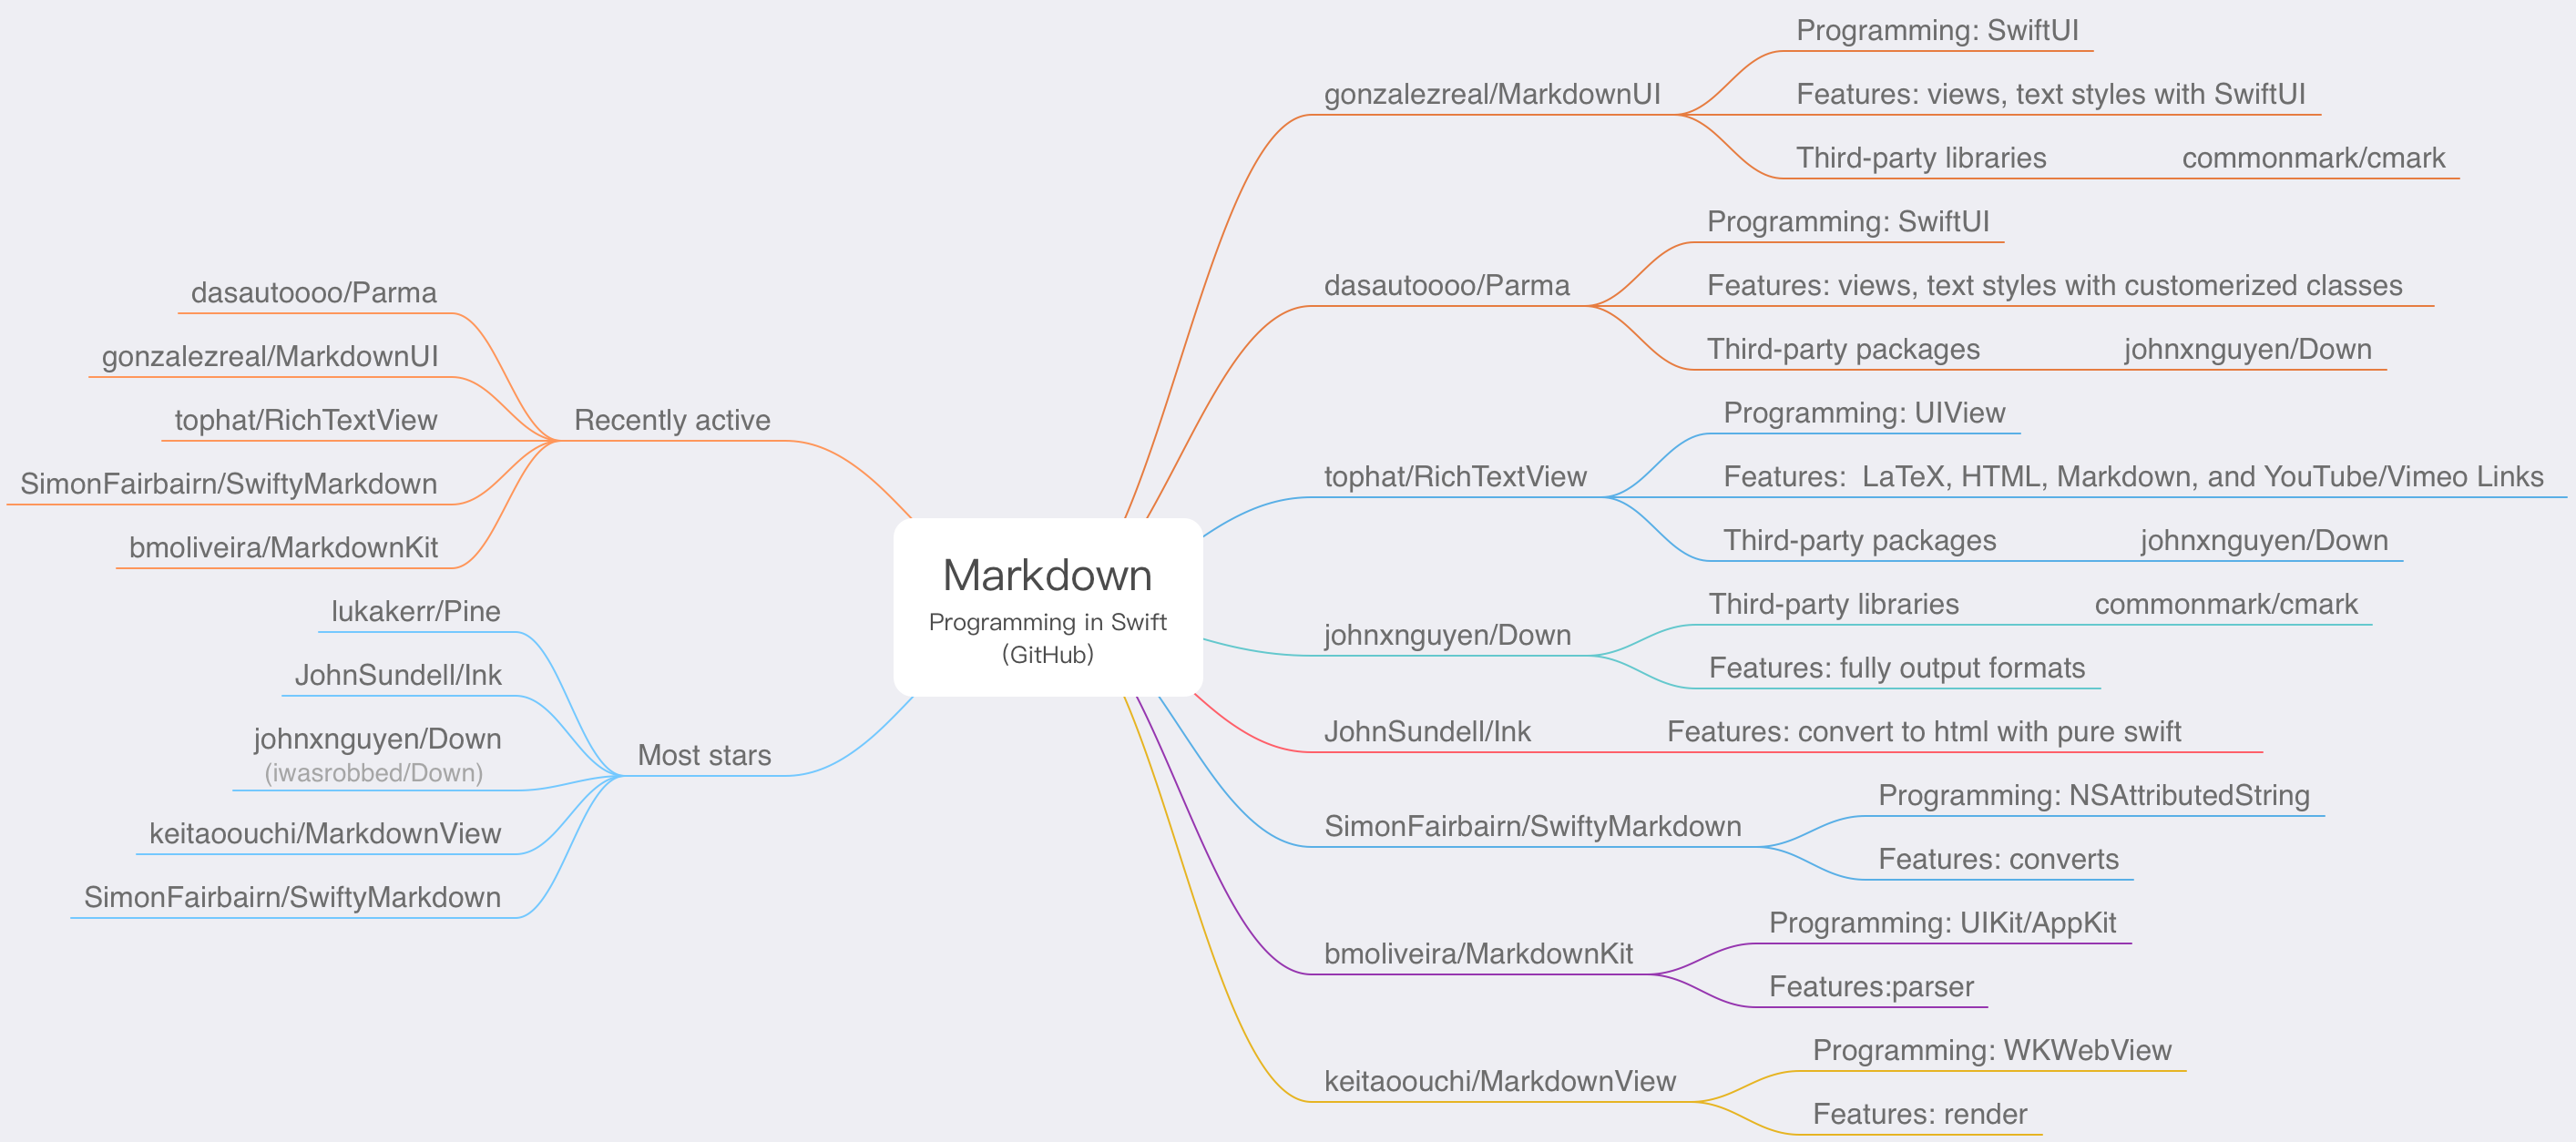 Markdown
Programming in Swift
(GitHub)
Recently active
dasautoooo/Parma
gonzalezreal/MarkdownUI
tophat/RichTextView
SimonFairbairn/SwiftyMarkdown
bmoliveira/MarkdownKit
Most stars
lukakerr/Pine
JohnSundell/Ink
johnxnguyen/Down
(iwasrobbed/Down)
keitaoouchi/MarkdownView
SimonFairbairn/SwiftyMarkdown
gonzalezreal/MarkdownUI
Programming: SwiftUI
Features: views, text styles with SwiftUI
Third-party libraries commonmark/cmark
dasautoooo/Parma
Programming: SwiftUI
Features: views, text styles with customerized classes
Third-party packages johnxnguyen/Down
tophat/RichTextView
Programming: UIView
Features: LaTeX, HTML, Markdown, and YouTube/Vimeo Links
Third-party packages johnxnguyen/Down
johnxnguyen/Down
Third-party libraries commonmark/cmark
Features: fully output formats
JohnSundell/Ink Features: convert to html with pure swift
SimonFairbairn/SwiftyMarkdown
Programming: NSAttributedString
Features: converts
bmoliveira/MarkdownKit
Programming: UIKit/AppKit
Features:parser
keitaoouchi/MarkdownView
Programming: WKWebView
Features: render